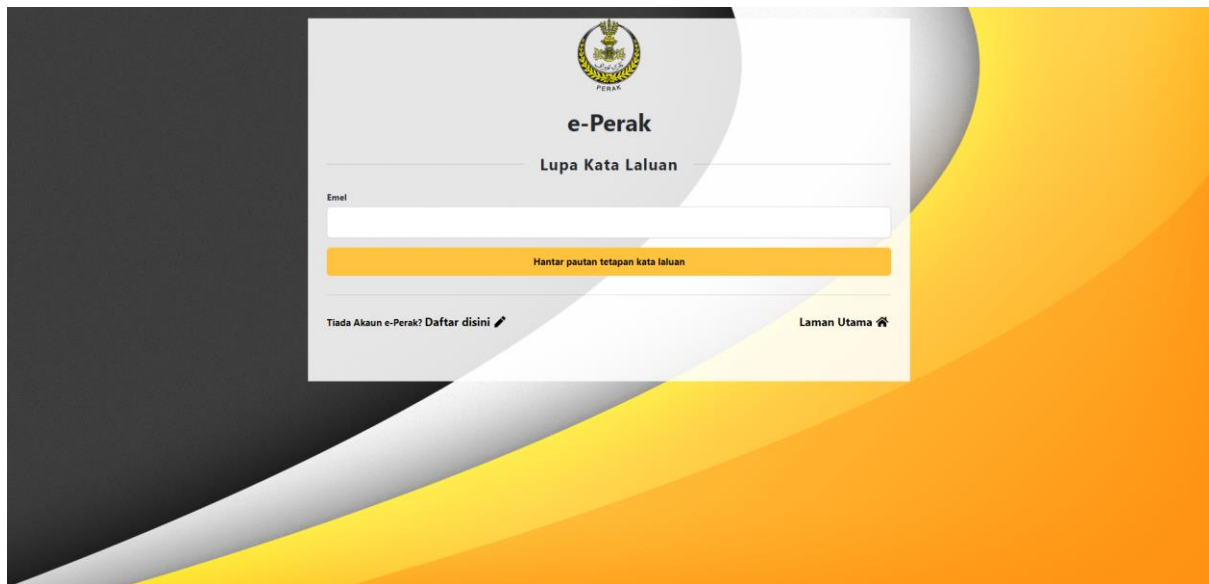 PERAK
e-Perak
Lupa Kata Laluan
Emel
Hantar pautan tetapan kata laluan
Tiada Akaun e-Perak? Daftar disini
Laman Utama